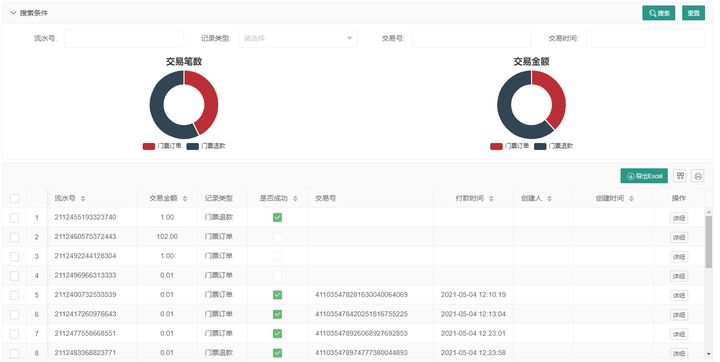 搜索条件 搜索 重置
流水号: 记录类型: 请选择 交易号: 交易时间:
交易笔数 交易金额
门票订单 门票退款 门票订单 门票退款
导出Excel
流水号 交易金额 记录类型 是否成功 交易号 付款时间 创建人 创建时间 操作
1 2112455193323740 1.00 门票退款 详细
2 2112460575372443 102.00 门票订单 详细
3 2112492244128304 1.00 门票订单 详细
4 2112496966313333 0.01 门票订单 详细
5 2112400732533539 0.01 门票订单 411035478281630040064069 2021-05-04 12:10:19 详细
6 2112417260976643 0.01 门票订单 411035478420251816755225 2021-05-04 12:13:04 详细
7 2112477558668551 0.01 门票订单 411035478926068927692853 2021-05-04 12:23:01 详细
8 2112483366823771 0.01 门票退款 411035478974777380044893 2021-05-04 12:23:58 详细